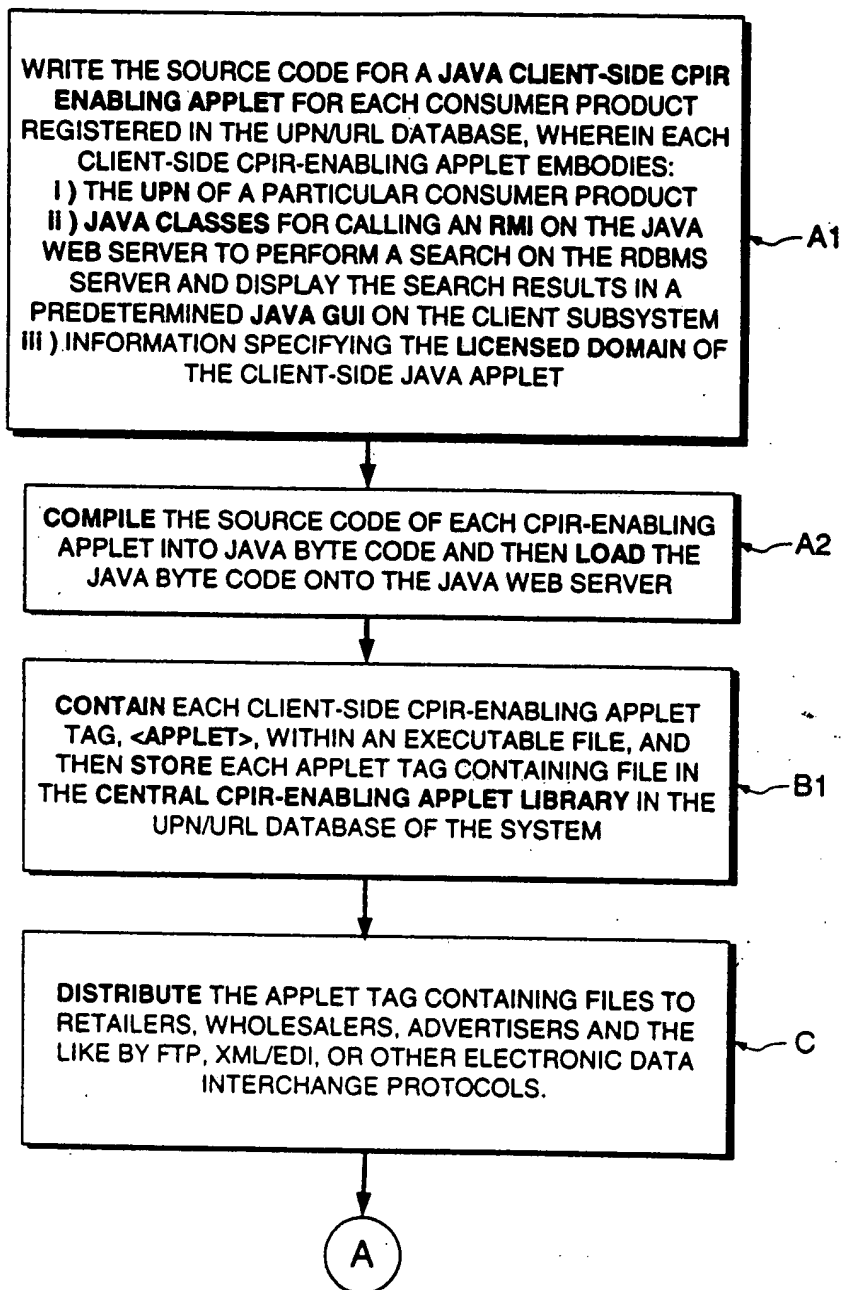 WRITE THE SOURCE CODE FOR A JAVA CLIENT-SIDE CPIR
ENABLING APPLET FOR EACH CONSUMER PRODUCT
REGISTERED IN THE UPN/URL DATABASE, WHEREIN EACH
CLIENT-SIDE CPIR-ENABLING APPLET EMBODIES:
I ) THE UPN OF A PARTICULAR CONSUMER PRODUCT
II ) JAVA CLASSES FOR CALLING AN RMI ON THE JAVA
WEB SERVER TO PERFORM A SEARCH ON THE RDBMS
SERVER AND DISPLAY THE SEARCH RESULTS IN A
PREDETERMINED JAVA GUI ON THE CLIENT SUBSYSTEM
III ) INFORMATION SPECIFYING THE LICENSED DOMAIN OF
THE CLIENT-SIDE JAVA APPLET
A1
COMPILE THE SOURCE CODE OF EACH CPIR-ENABLING
APPLET INTO JAVA BYTE CODE AND THEN LOAD THE
JAVA BYTE CODE ONTO THE JAVA WEB SERVER
A2
CONTAIN EACH CLIENT-SIDE CPIR-ENABLING APPLET
TAG, <APPLET>, WITHIN AN EXECUTABLE FILE, AND
THEN STORE EACH APPLET TAG CONTAINING FILE IN
THE CENTRAL CPIR-ENABLING APPLET LIBRARY IN THE
UPN/URL DATABASE OF THE SYSTEM
B1
DISTRIBUTE THE APPLET TAG CONTAINING FILES TO
RETAILERS, WHOLESALERS, ADVERTISERS AND THE
LIKE BY FTP, XML/EDI, OR OTHER ELECTRONIC DATA
INTERCHANGE PROTOCOLS.
C
A